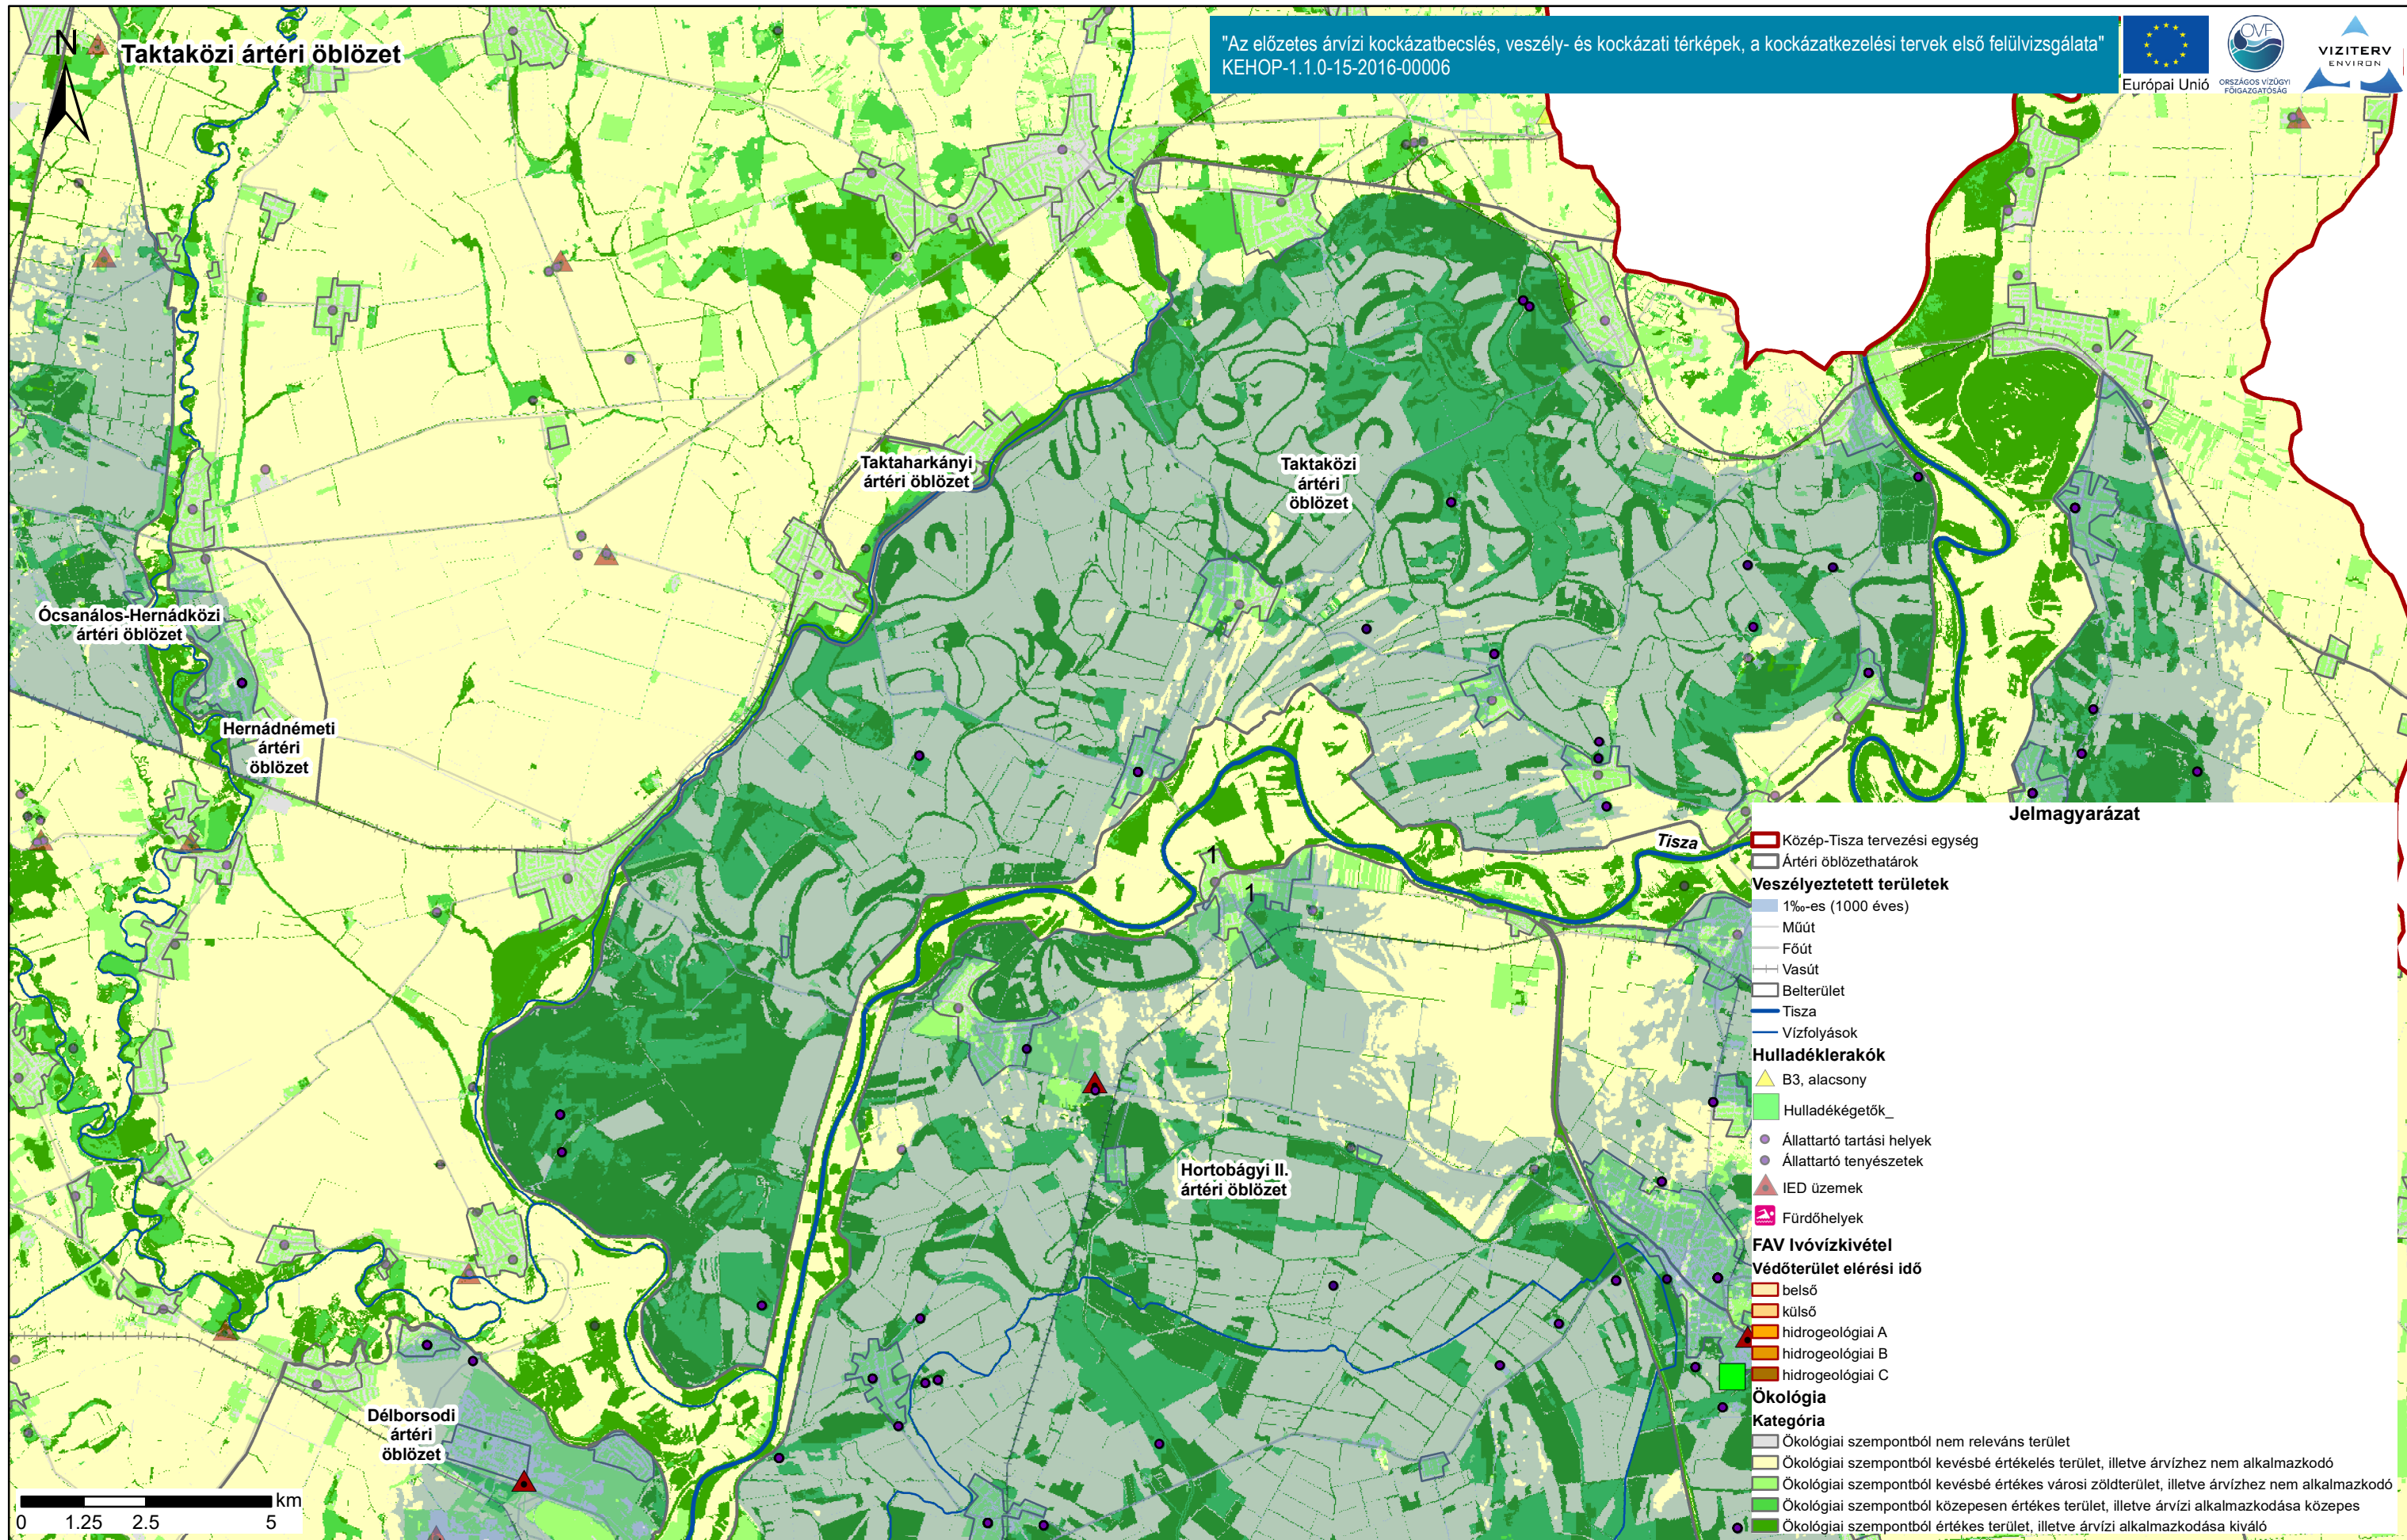 N
Taktaközi ártéri öblözet
"Az előzetes árvízi kockázatbecslés, veszély- és kockázati térképek, a kockázatkezelési tervek első felülvizsgálata"
KEHOP-1.1.0-15-2016-00006
Európai Unió
OVF
ORSZÁGOS VÍZÜGYI
FŐIGAZGATÓSÁG
VIZITERV
ENVIRON
Taktaharkányi
ártéri öblözet
Taktaközi
ártéri
öblözet
Ócsanálos-Hernádközi
ártéri öblözet
Hernádnémeti
ártéri
öblözet
Tisza
1
1
Hortobágyi II.
ártéri öblözet
Délborsodi
ártéri
öblözet
km
0 1.25 2.5 5
Jelmagyarázat
Közép-Tisza tervezési egység
Ártéri öblözethatárok
Veszélyeztetett területek
1‰-es (1000 éves)
Műút
Főút
Vasút
Belterület
Tisza
Vízfolyások
Hulladéklerakók
B3, alacsony
Hulladékégetők_
Állattartó tartási helyek
Állattartó tenyészetek
IED üzemek
Fürdőhelyek
FAV Ivóvízkivétel
Védőterület elérési idő
belső
külső
hidrogeológiai A
hidrogeológiai B
hidrogeológiai C
Ökológia
Kategória
Ökológiai szempontból nem releváns terület
Ökológiai szempontból kevésbé értékelés terület, illetve árvízhez nem alkalmazkodó
Ökológiai szempontból kevésbé értékes városi zöldterület, illetve árvízhez nem alkalmazkodó
Ökológiai szempontból közepesen értékes terület, illetve árvízi alkalmazkodása közepes
Ökológiai szempontból értékes terület, illetve árvízi alkalmazkodása kiváló